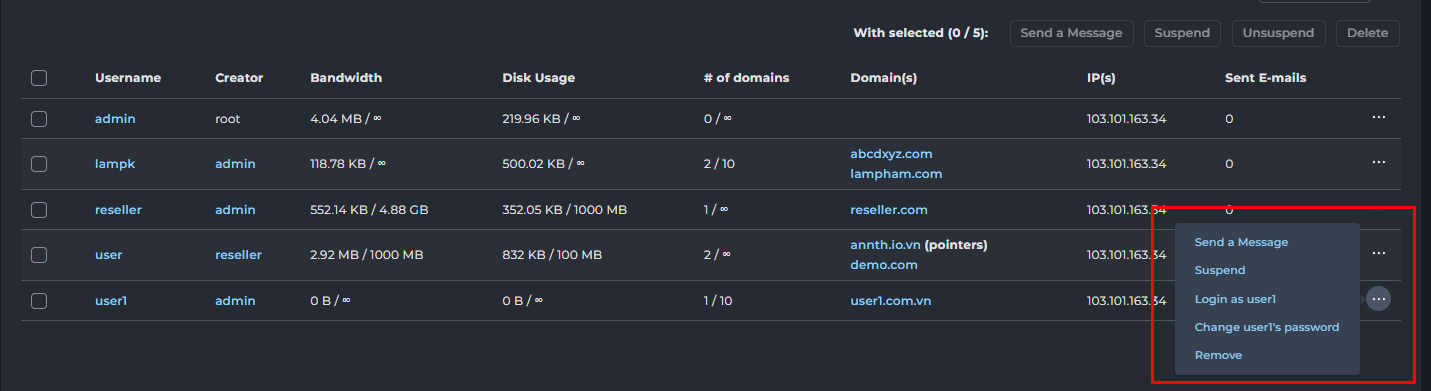 With selected (0 / 5): Send a Message Suspend Unsuspend Delete
Username Creator Bandwidth Disk Usage # of domains Domain(s) IP(s) Sent E-mails
admin root 4.04 MB / ∞ 219.96 KB / ∞ 0 / ∞ 103.101.163.34 0 ...
lampk admin 118.78 KB / ∞ 500.02 KB / ∞ 2 / 10 abcdxyz.com 103.101.163.34 0 ...
lampham.com
reseller admin 552.14 KB / 4.88 GB 352.05 KB / 1000 MB 1 / ∞ reseller.com 103.101.163.34 0
user reseller 2.92 MB / 1000 MB 832 KB / 100 MB 2 / ∞ annth.io.vn (pointers) 103.101.163.34 ...
demo.com
user1 admin 0 B / ∞ 0 B / ∞ 1 / 10 user1.com.vn 103.101.163.34 ...
Send a Message
Suspend
Login as user1
Change user1's password
Remove